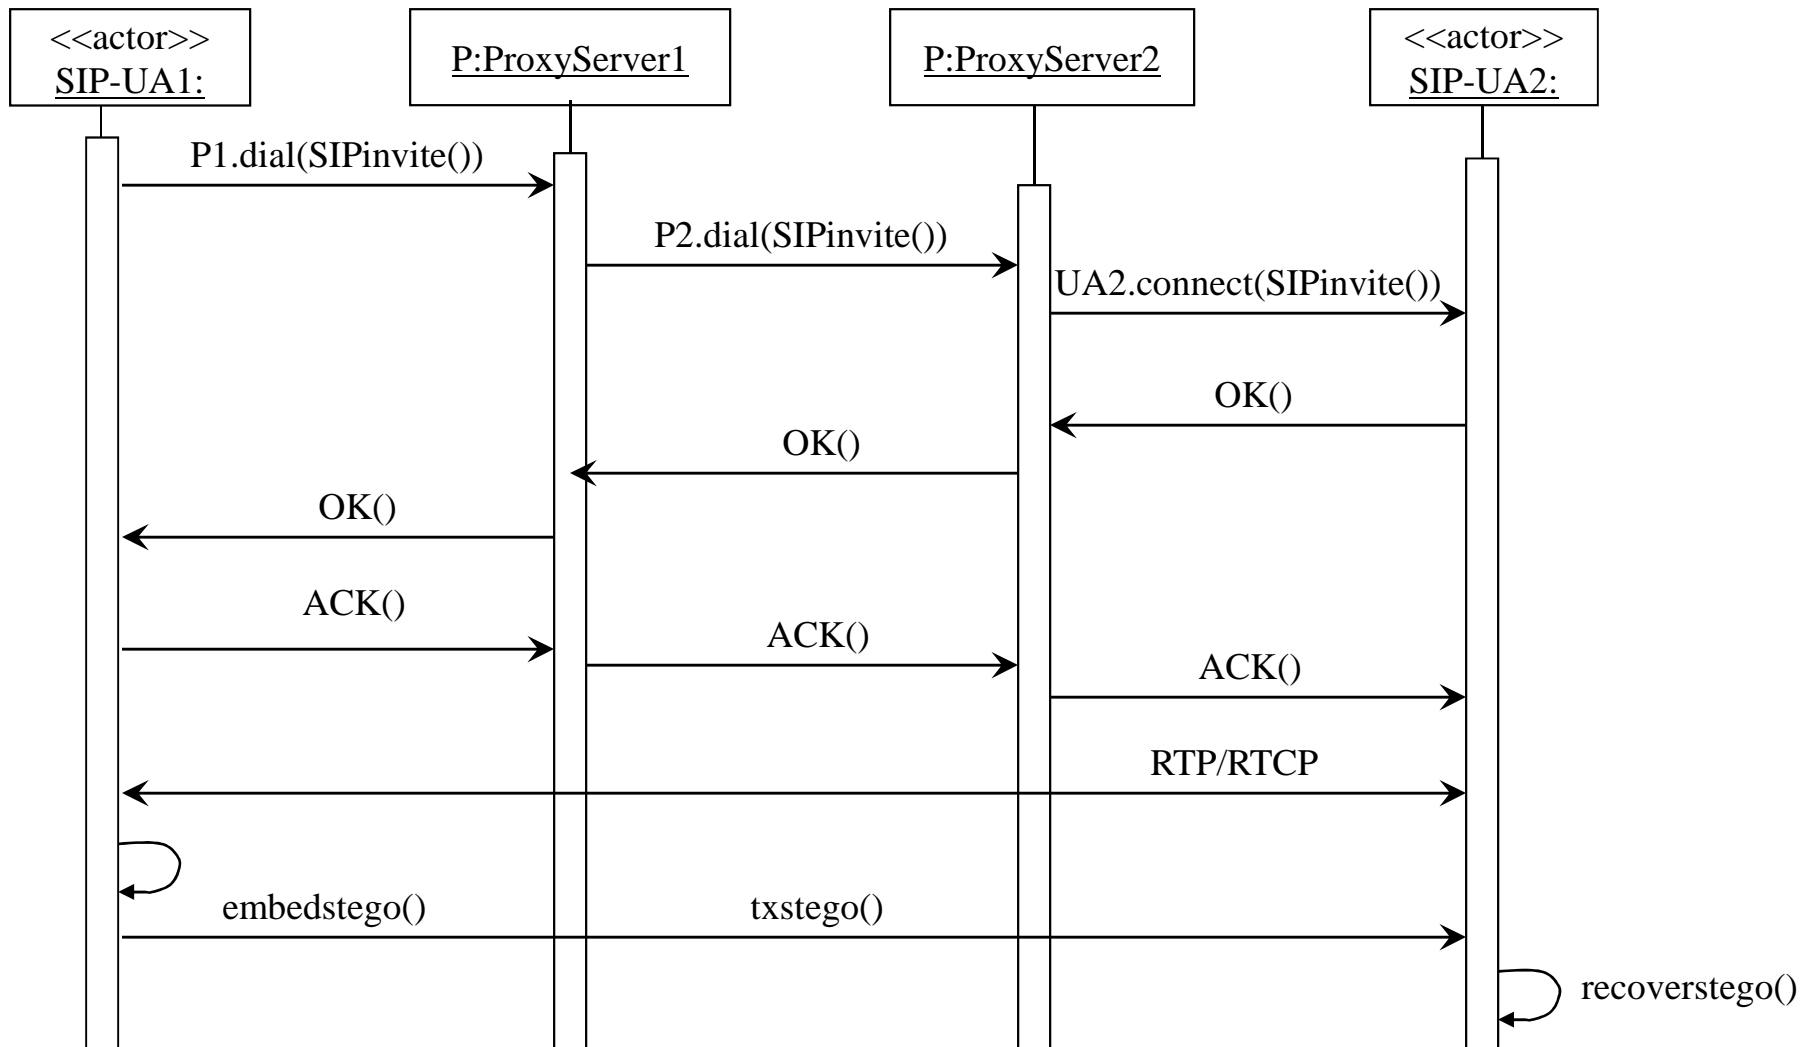 <<actor>>
SIP-UA1:
P:ProxyServer1
P:ProxyServer2
<<actor>>
SIP-UA2:
P1.dial(SIPinvite())
P2.dial(SIPinvite())
UA2.connect(SIPinvite())
OK()
OK()
OK()
ACK()
ACK()
ACK()
RTP/RTCP
embedstego()
txstego()
recoverstego()